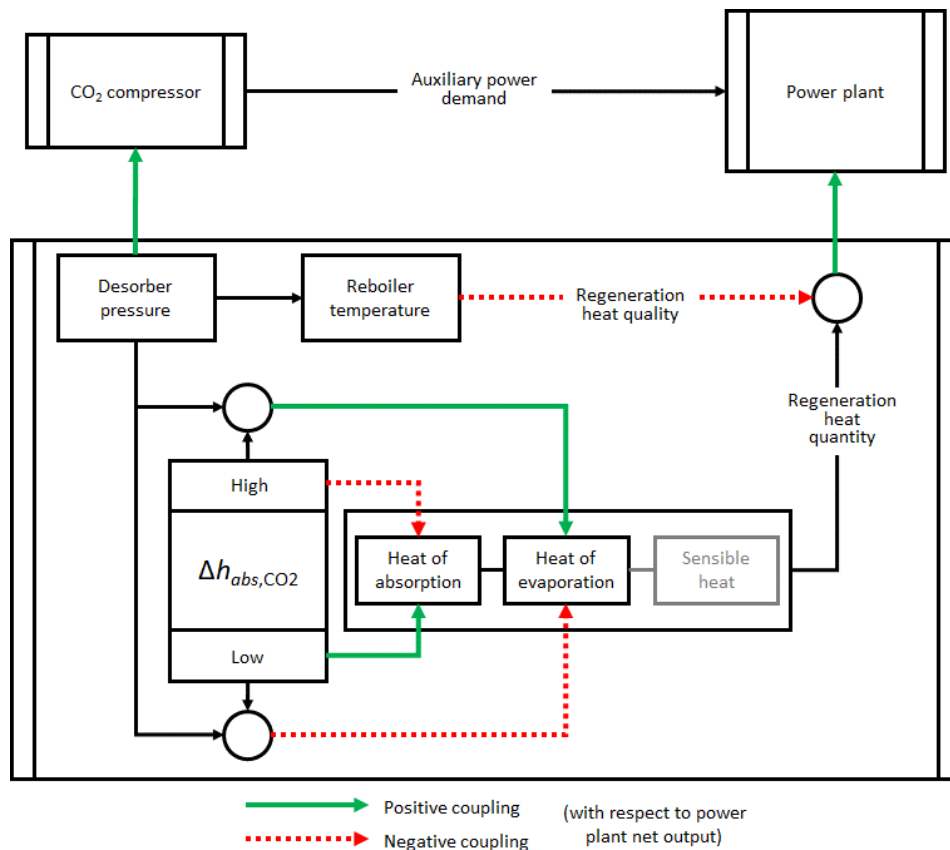 CO₂ compressor
Auxiliary power
demand
Power plant
Desorber
pressure
Reboiler
temperature
Regeneration
heat quality
Regeneration
heat
quantity
High
Δh_abs,CO2
Low
Heat of
absorption
Heat of
evaporation
Sensible
heat
Positive coupling
Negative coupling
(with respect to power
plant net output)